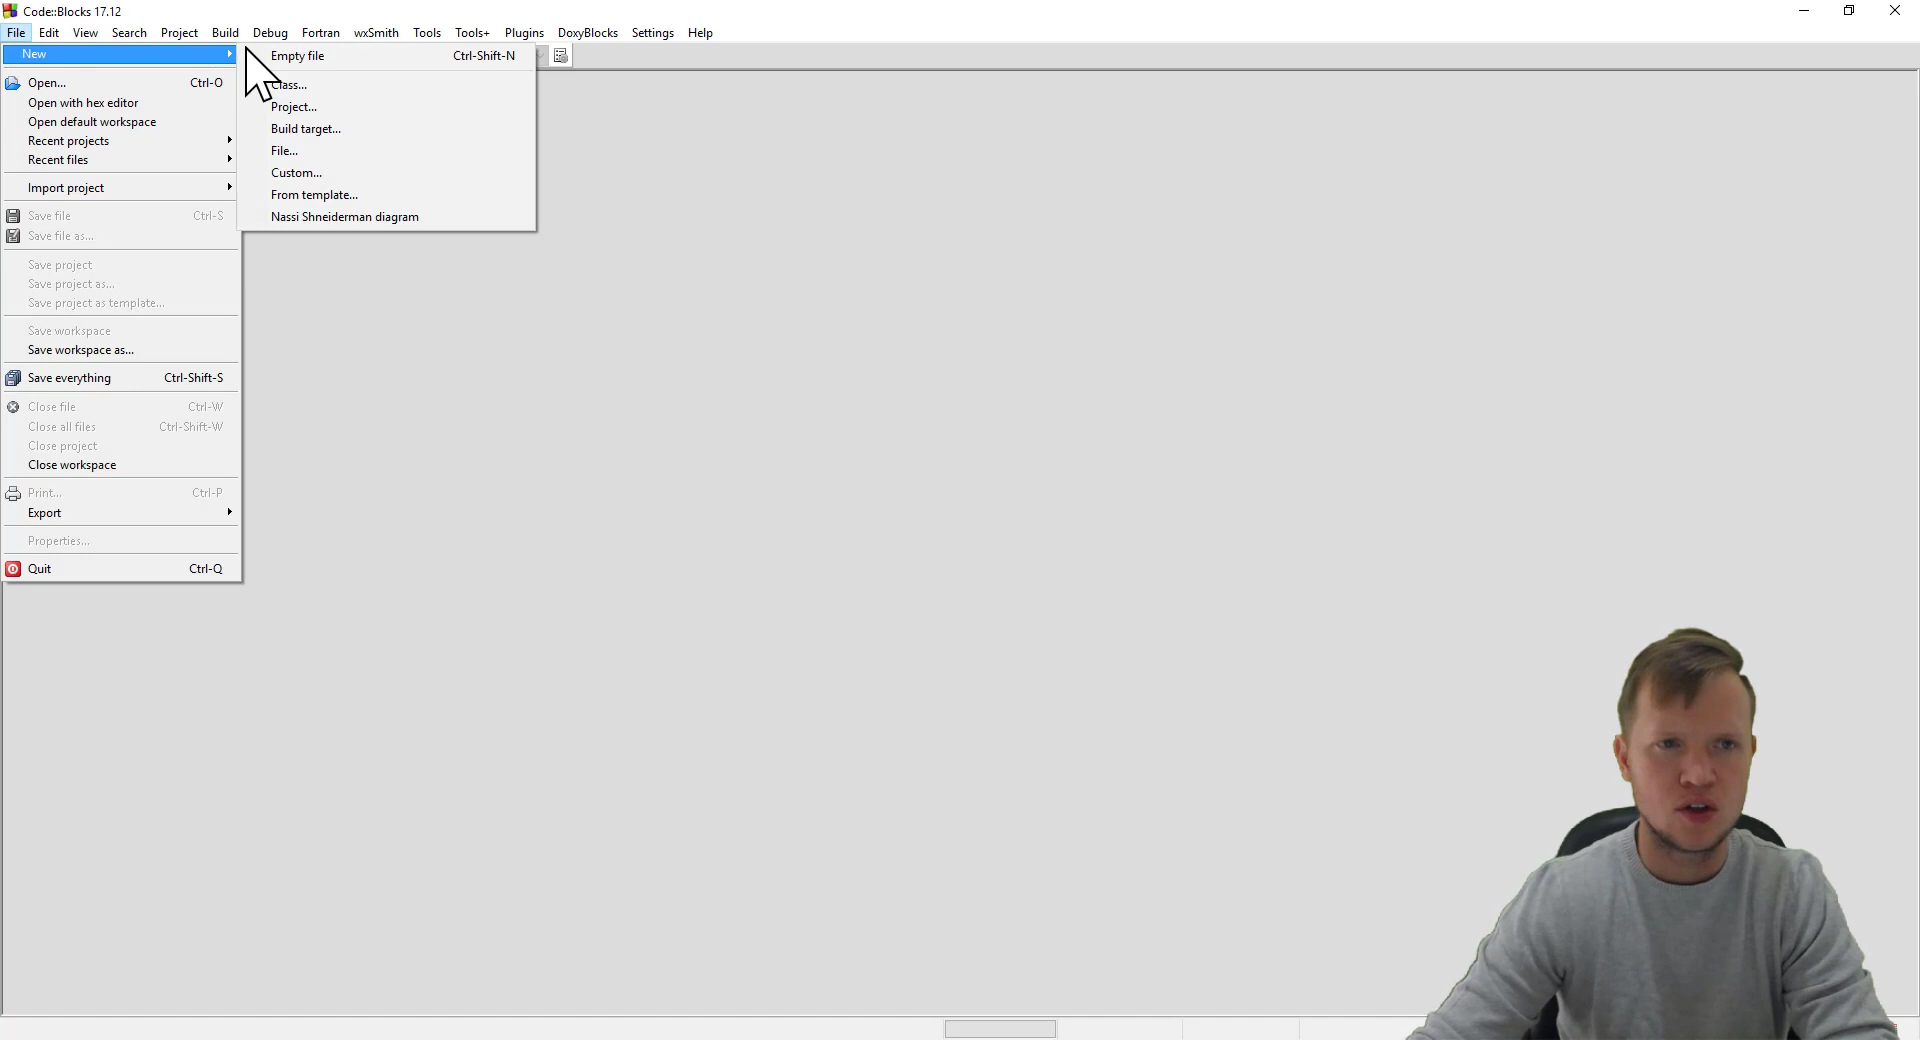 Code::Blocks 17.12
File Edit View Search Project Build Debug Fortran wxSmith Tools Tools+ Plugins DoxyBlocks Settings Help
New
Open... Ctrl-O
Open with hex editor
Open default workspace
Recent projects
Recent files
Import project
Save file Ctrl-S
Save file as...
Save project
Save project as...
Save project as template...
Save workspace
Save workspace as...
Save everything Ctrl-Shift-S
Close file Ctrl-W
Close all files Ctrl-Shift-W
Close project
Close workspace
Print... Ctrl-P
Export
Properties...
Quit Ctrl-Q
Empty file Ctrl-Shift-N
Class...
Project...
Build target...
File...
Custom...
From template...
Nassi Shneiderman diagram